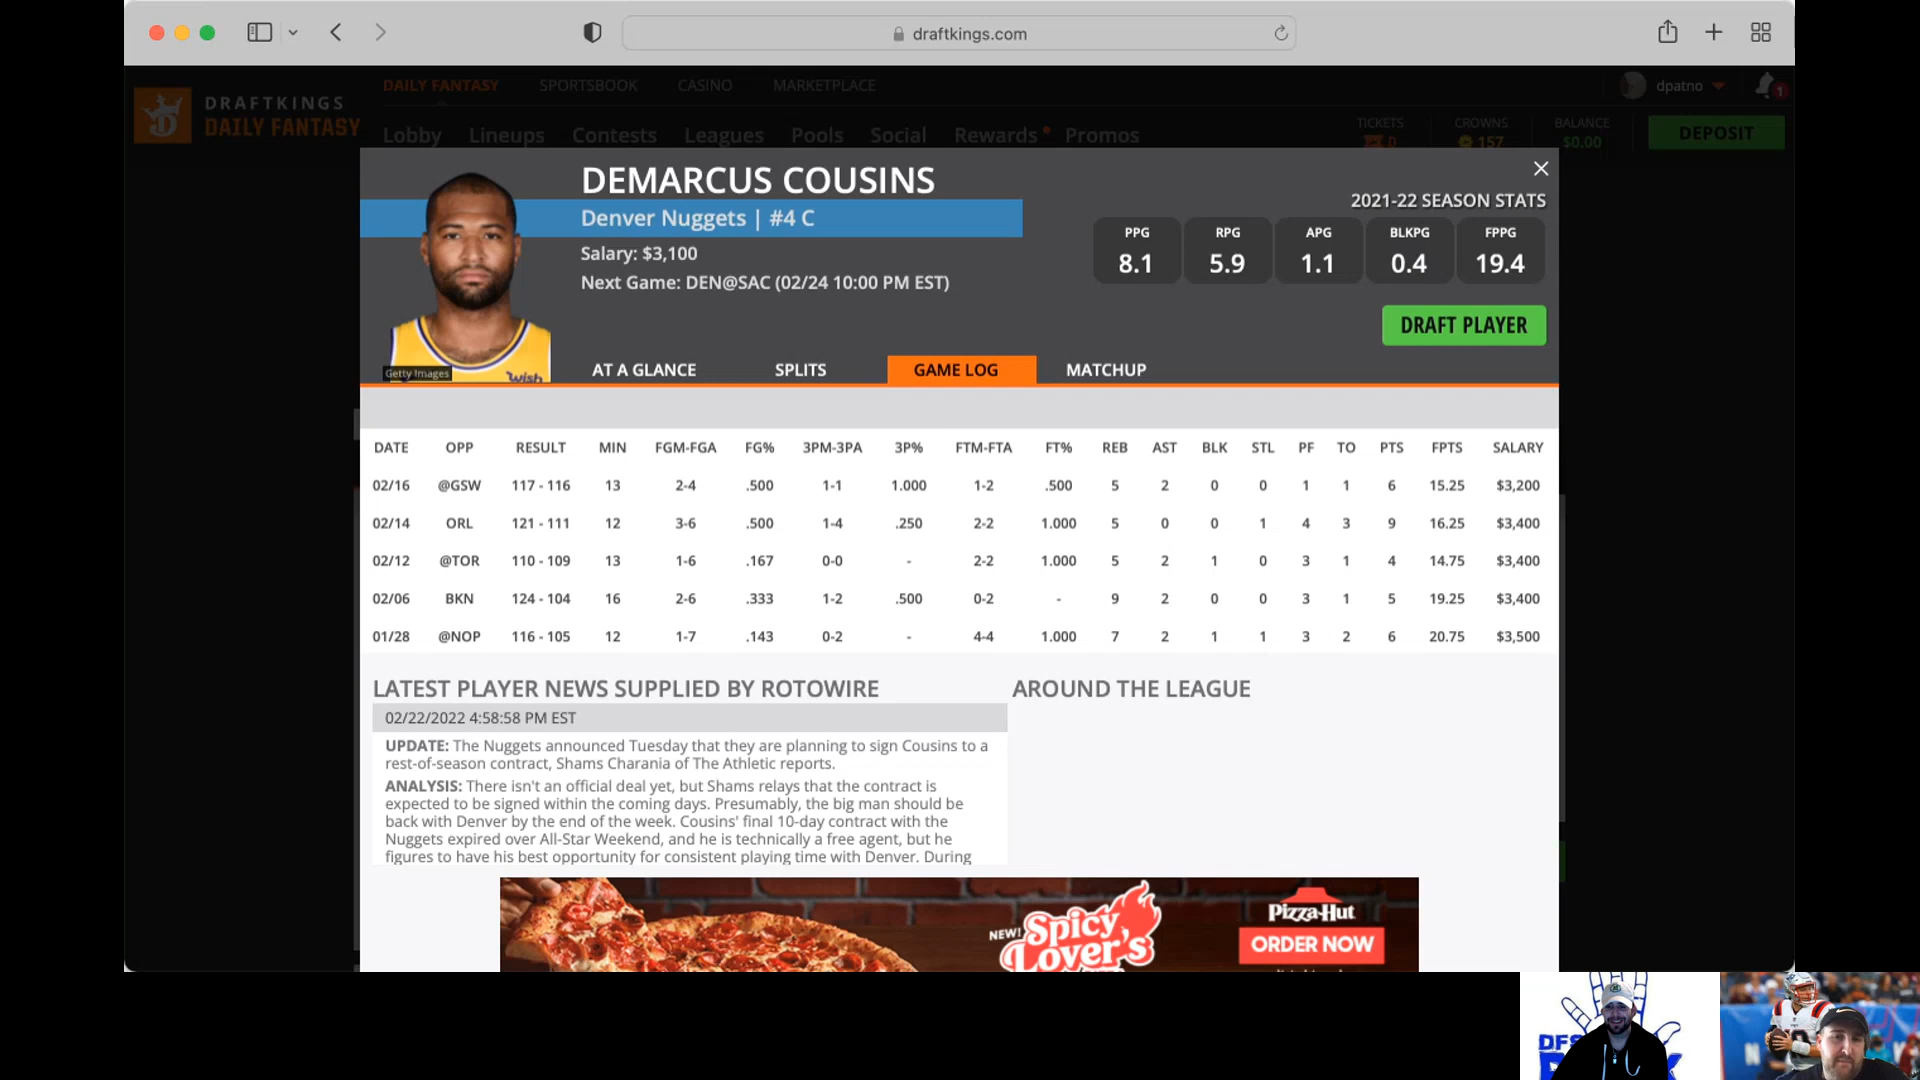 draftkings.com
DRAFTKINGS
DAILY FANTASY
DAILY FANTASY SPORTSBOOK CASINO MARKETPLACE
dpatno
1
Lobby Lineups Contests Leagues Pools Social Rewards Promos
TICKETS CROWNS BALANCE
0 157 $0.00
DEPOSIT
DEMARCUS COUSINS
Denver Nuggets | #4 C
Salary: $3,100
Next Game: DEN@SAC (02/24 10:00 PM EST)
2021-22 SEASON STATS
PPG RPG APG BLKPG FPPG
8.1 5.9 1.1 0.4 19.4
DRAFT PLAYER
Getty Images
wish
AT A GLANCE SPLITS GAME LOG MATCHUP
DATE OPP RESULT MIN FGM-FGA FG% 3PM-3PA 3P% FTM-FTA FT% REB AST BLK STL PF TO PTS FPTS SALARY
02/16 @GSW 117 - 116 13 2-4 .500 1-1 1.000 1-2 .500 5 2 0 0 1 1 6 15.25 $3,200
02/14 ORL 121 - 111 12 3-6 .500 1-4 .250 2-2 1.000 5 0 0 1 4 3 9 16.25 $3,400
02/12 @TOR 110 - 109 13 1-6 .167 0-0 - 2-2 1.000 5 2 1 0 3 1 4 14.75 $3,400
02/06 BKN 124 - 104 16 2-6 .333 1-2 .500 0-2 - 9 2 0 0 3 1 5 19.25 $3,400
01/28 @NOP 116 - 105 12 1-7 .143 0-2 - 4-4 1.000 7 2 1 1 3 2 6 20.75 $3,500
LATEST PLAYER NEWS SUPPLIED BY ROTOWIRE
AROUND THE LEAGUE
02/22/2022 4:58:58 PM EST
UPDATE: The Nuggets announced Tuesday that they are planning to sign Cousins to a
rest-of-season contract, Shams Charania of The Athletic reports.
ANALYSIS: There isn't an official deal yet, but Shams relays that the contract is
expected to be signed within the coming days. Presumably, the big man should be
back with Denver by the end of the week. Cousins' final 10-day contract with the
Nuggets expired over All-Star Weekend, and he is technically a free agent, but he
figures to have his best opportunity for consistent playing time with Denver. During
NEW! Spicy
Lover's
Pizza Hut
ORDER NOW
DFS